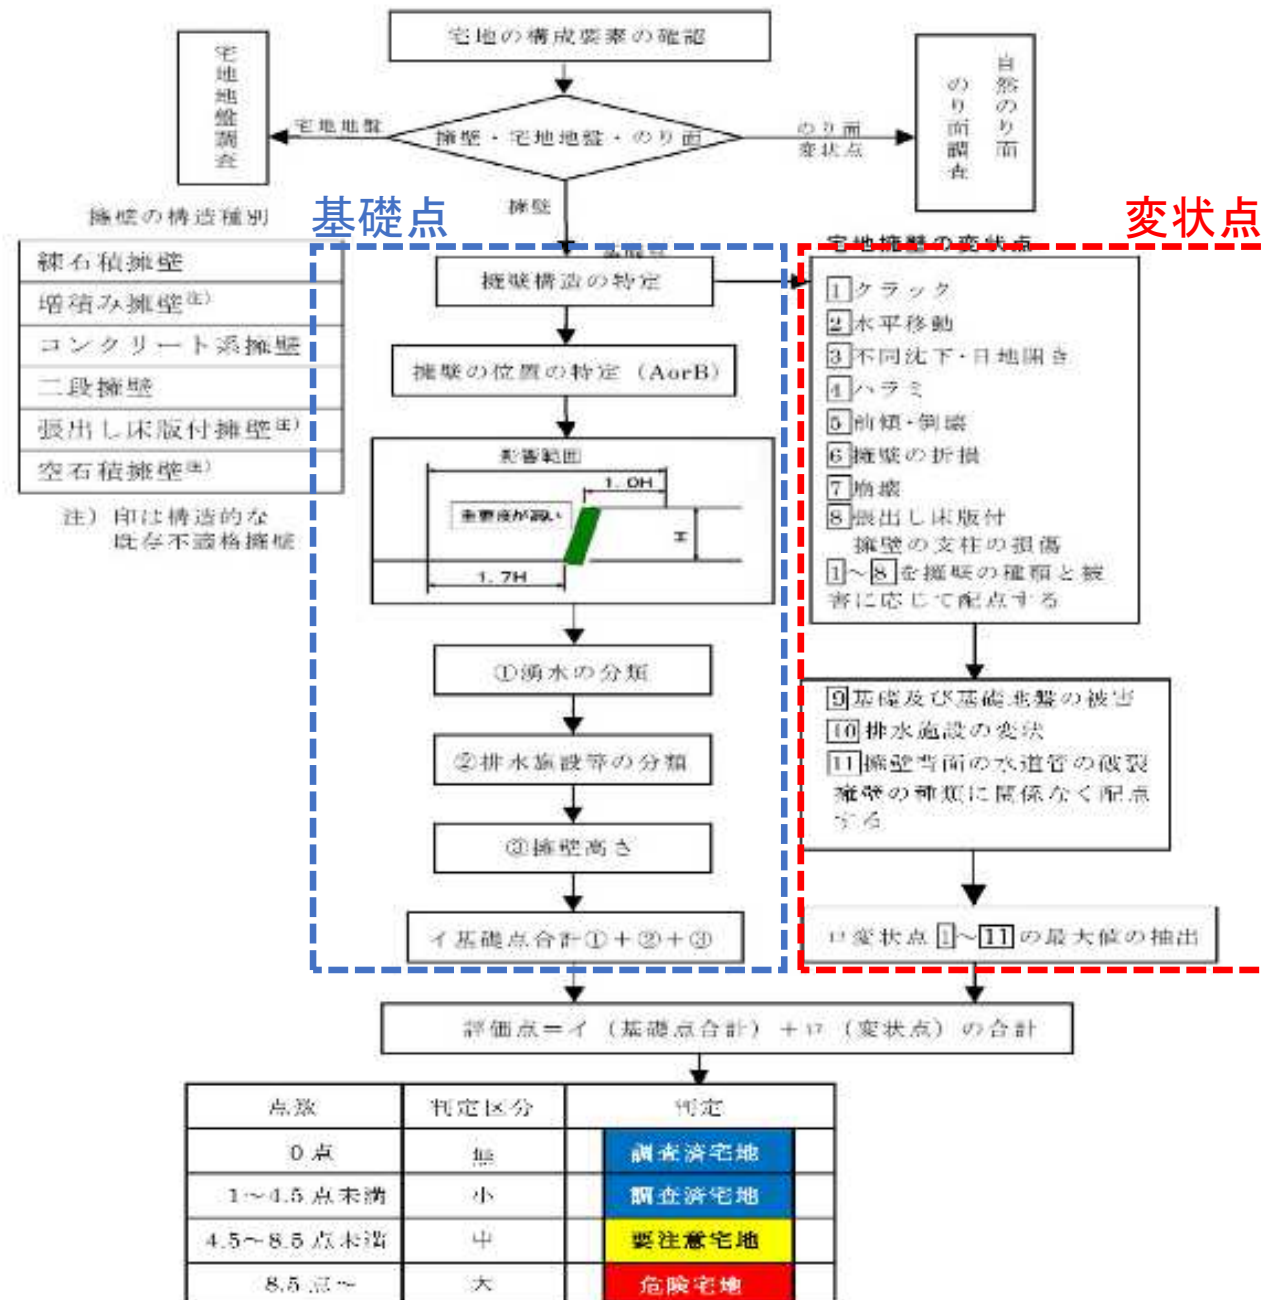 宅地の構成要素の確認
宅地地盤調査
擁壁・宅地地盤・のり面
宅地地盤
のり面
変状点
自然のり面
のり面調査
擁壁
擁壁の構造種別
練石積擁壁
増積み擁壁注)
コンクリート系擁壁
二段擁壁
張出し床版付擁壁注)
空石積擁壁注)
注）印は構造的な
既存不適格擁壁
基礎点
擁壁構造の特定
擁壁の位置の特定（AorB）
影響範囲
1.0H
重要度が高い
H
1.7H
①湧水の分類
②排水施設等の分類
③擁壁高さ
イ基礎点合計①＋②＋③
変状点
宅地擁壁の変状点
1クラック
2水平移動
3不同沈下・目地開き
4ハラミ
5前傾・倒壊
6擁壁の折損
7崩壊
8張出し床版付
擁壁の支柱の損傷
1～8を擁壁の種類と被
害に応じて配点する
9基礎及び基礎地盤の被害
10排水施設の変状
11擁壁背面の水道管の破裂
擁壁の種類に関係なく配点
する
ロ変状点1～11の最大値の抽出
評価点＝イ（基礎点合計）＋ロ（変状点）の合計
点数 判定区分 判定
0点 無 調査済宅地
1～4.5点未満 小 調査済宅地
4.5～8.5点未満 中 要注意宅地
8.5点～ 大 危険宅地